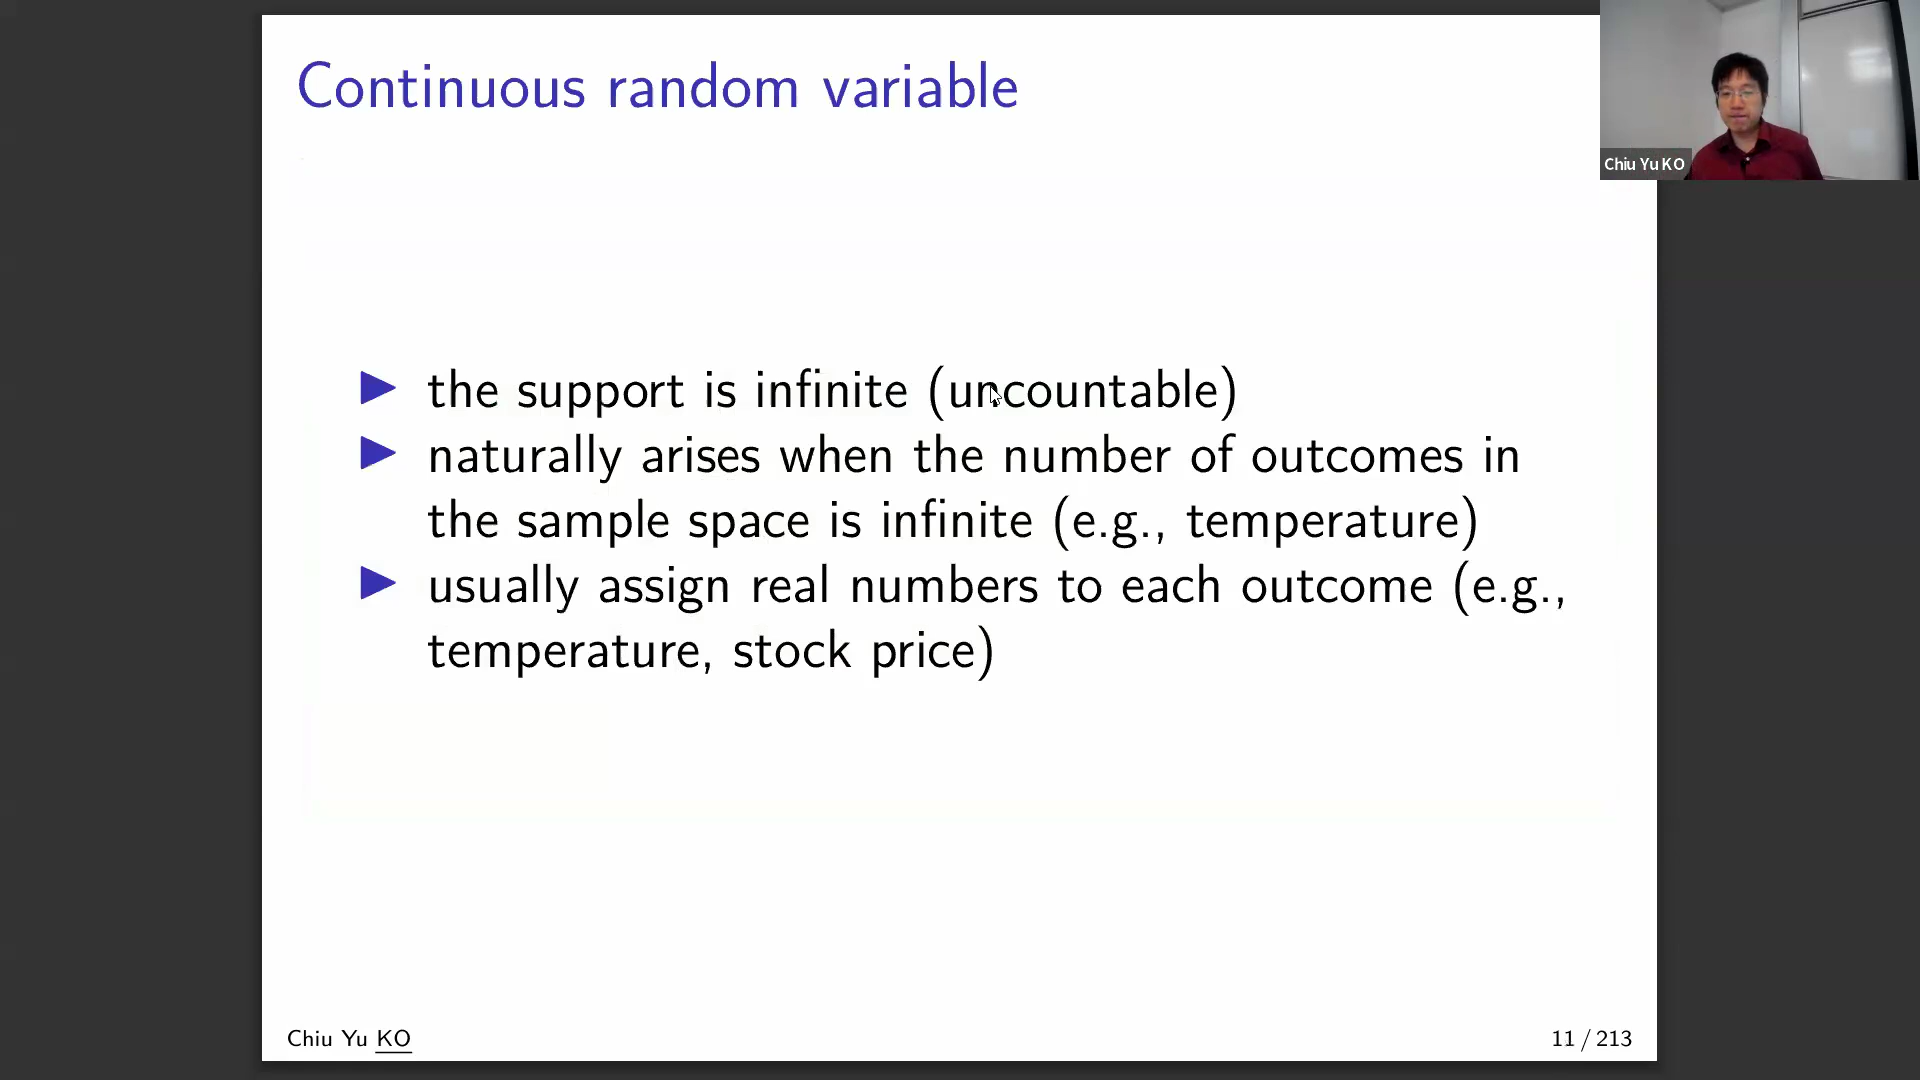 Continuous random variable
Chiu Yu KO
▶ the support is infinite (uncountable)
▶ naturally arises when the number of outcomes in
the sample space is infinite (e.g., temperature)
▶ usually assign real numbers to each outcome (e.g.,
temperature, stock price)
Chiu Yu KO
11 / 213